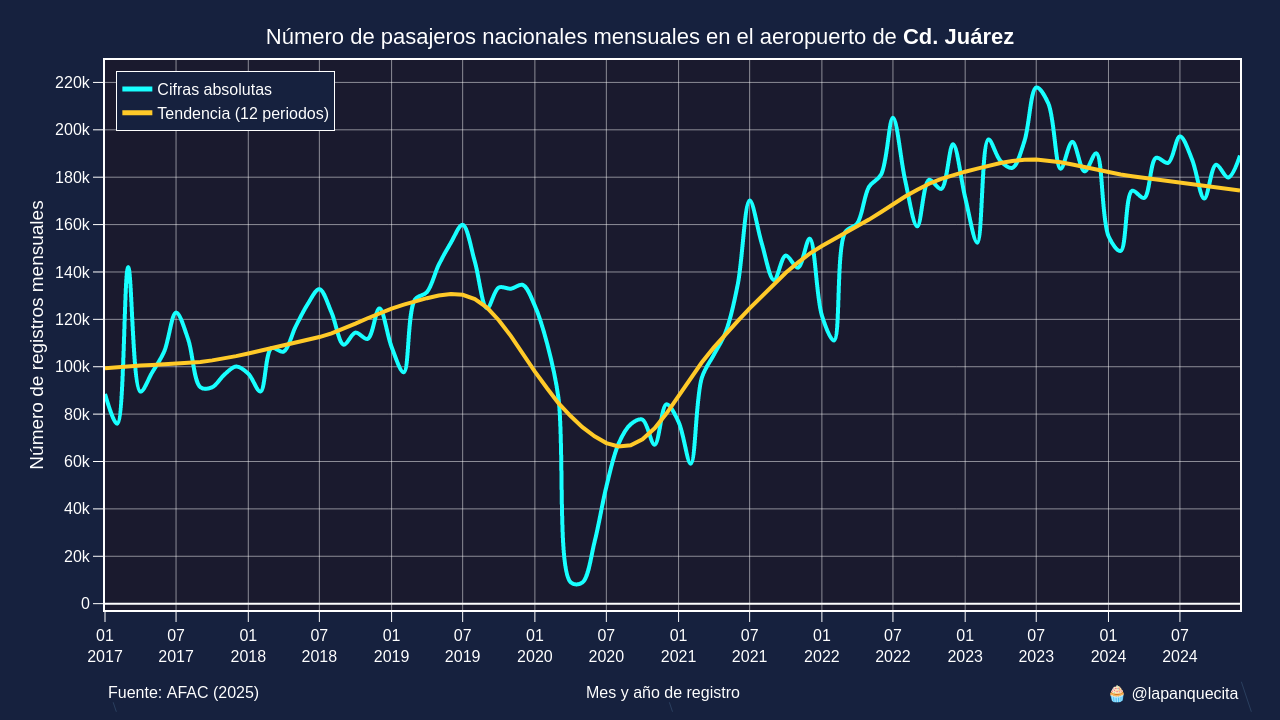 Número de pasajeros nacionales mensuales en el aeropuerto de Cd. Juárez
Cifras absolutas
Tendencia (12 periodos)
Número de registros mensuales
220k
200k
180k
160k
140k
120k
100k
80k
60k
40k
20k
0
01 07 01 07 01 07 01 07 01 07 01 07 01 07 01 07
2017 2017 2018 2018 2019 2019 2020 2020 2021 2021 2022 2022 2023 2023 2024 2024
Fuente: AFAC (2025) Mes y año de registro 🧁 @lapanquecita